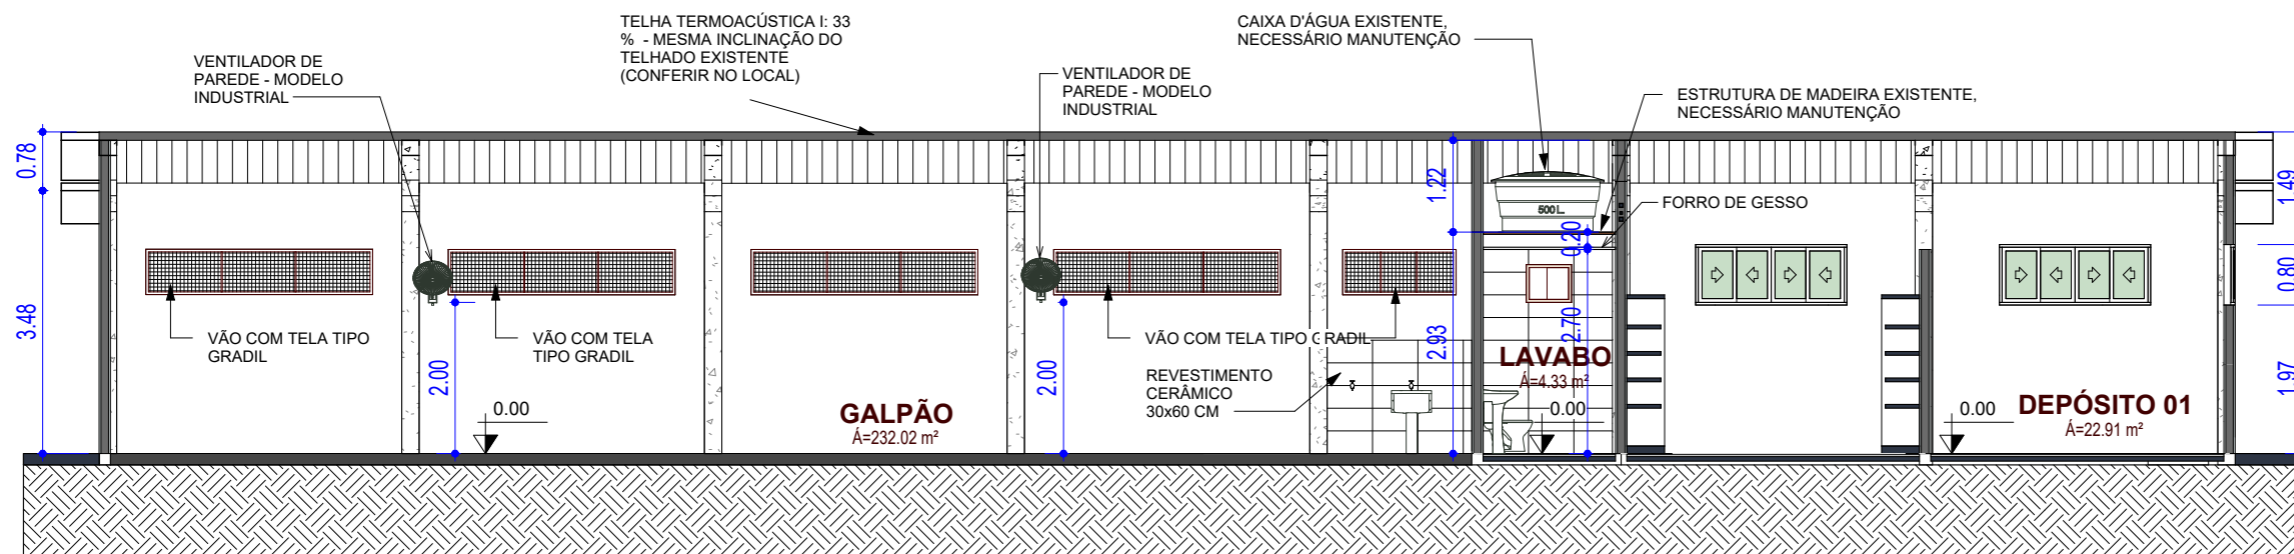 TELHA TERMOACÚSTICA I: 33
% - MESMA INCLINAÇÃO DO
TELHADO EXISTENTE
(CONFERIR NO LOCAL)
CAIXA D'ÁGUA EXISTENTE,
NECESSÁRIO MANUTENÇÃO
VENTILADOR DE
PAREDE - MODELO
INDUSTRIAL
VENTILADOR DE
PAREDE - MODELO
INDUSTRIAL
ESTRUTURA DE MADEIRA EXISTENTE,
NECESSÁRIO MANUTENÇÃO
0.78
3.48
1.22
500L
FORRO DE GESSO
0.20
1.49
0.80
1.97
VÃO COM TELA TIPO
GRADIL
VÃO COM TELA
TIPO GRADIL
VÃO COM TELA TIPO GRADIL
2.00
2.00
2.93
2.70
REVESTIMENTO
CERÂMICO
30x60 CM
LAVABO
Á=4.33 m²
0.00
GALPÃO
Á=232.02 m²
0.00
0.00
DEPÓSITO 01
Á=22.91 m²